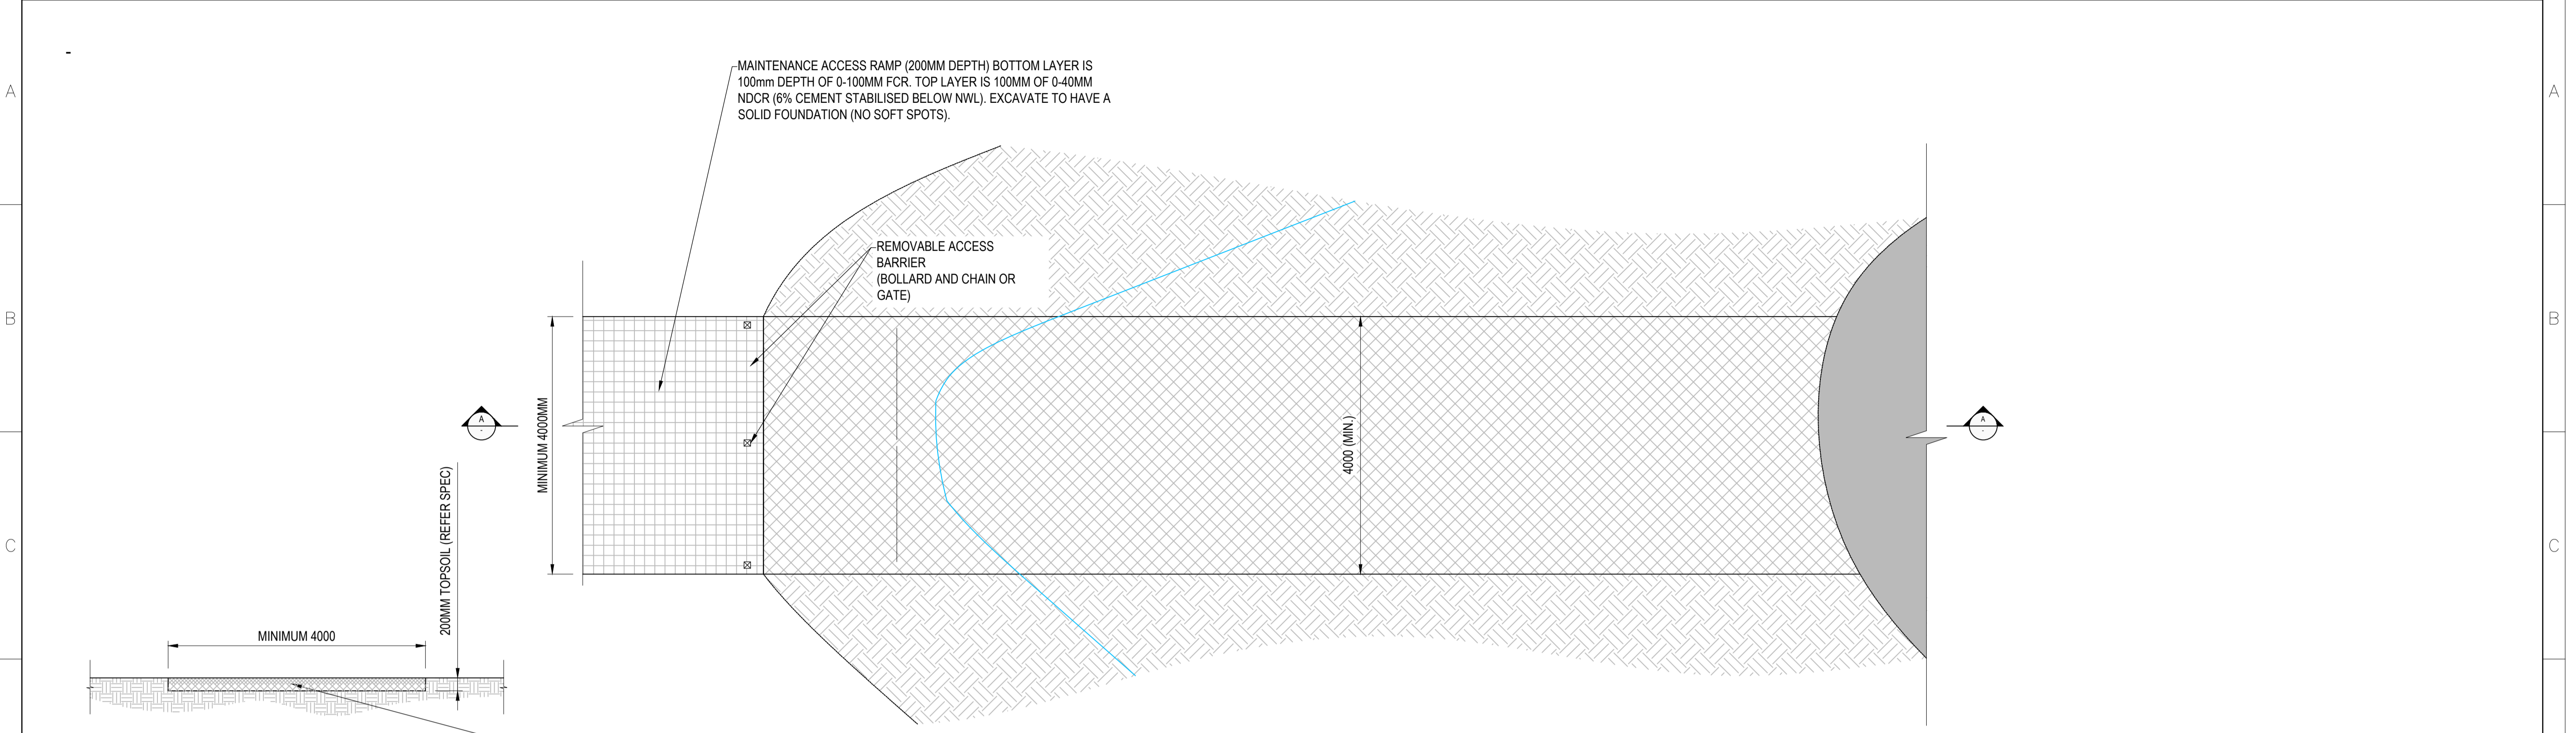 -
MAINTENANCE ACCESS RAMP (200MM DEPTH) BOTTOM LAYER IS
100mm DEPTH OF 0-100MM FCR. TOP LAYER IS 100MM OF 0-40MM
NDCR (6% CEMENT STABILISED BELOW NWL). EXCAVATE TO HAVE A
SOLID FOUNDATION (NO SOFT SPOTS).
A
A
REMOVABLE ACCESS
BARRIER
(BOLLARD AND CHAIN OR
GATE)
B
B
A
-
MINIMUM 4000MM
4000 (MIN.)
A
-
200MM TOPSOIL (REFER SPEC)
C
C
MINIMUM 4000